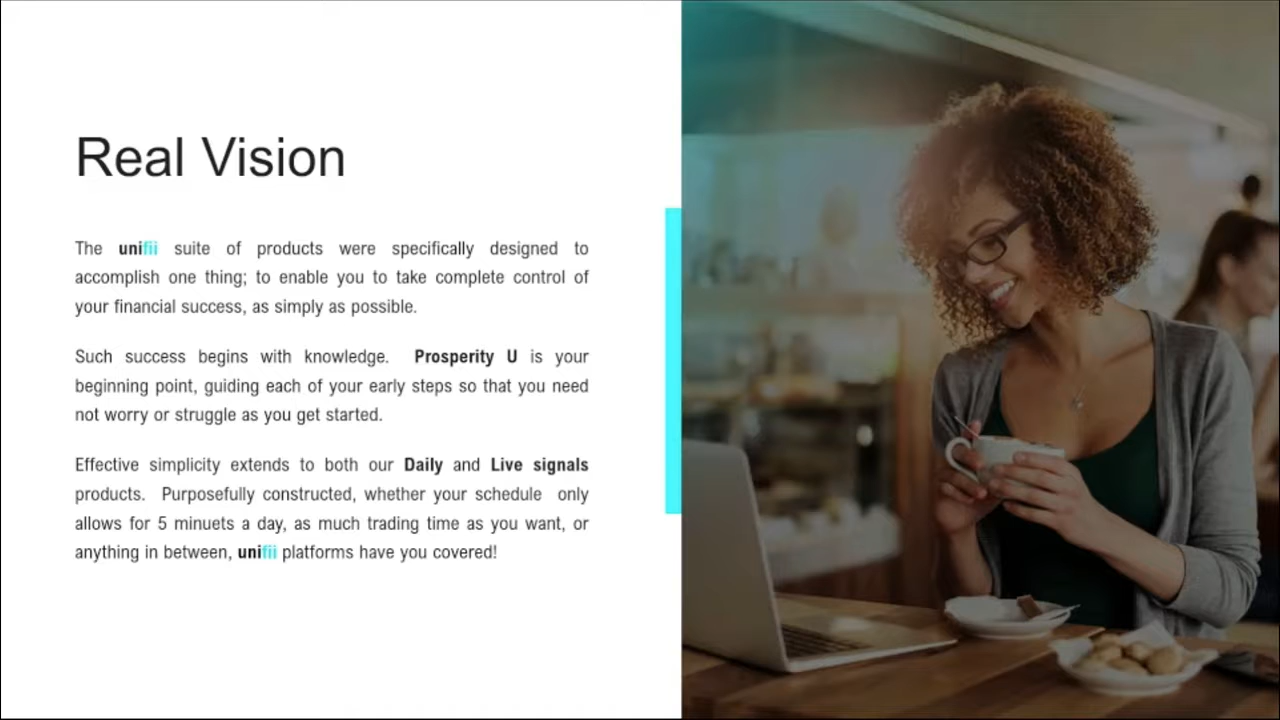 Real Vision
The unifii suite of products were specifically designed to
accomplish one thing; to enable you to take complete control of
your financial success, as simply as possible.
Such success begins with knowledge. Prosperity U is your
beginning point, guiding each of your early steps so that you need
not worry or struggle as you get started.
Effective simplicity extends to both our Daily and Live signals
products. Purposefully constructed, whether your schedule only
allows for 5 minuets a day, as much trading time as you want, or
anything in between, unifii platforms have you covered!